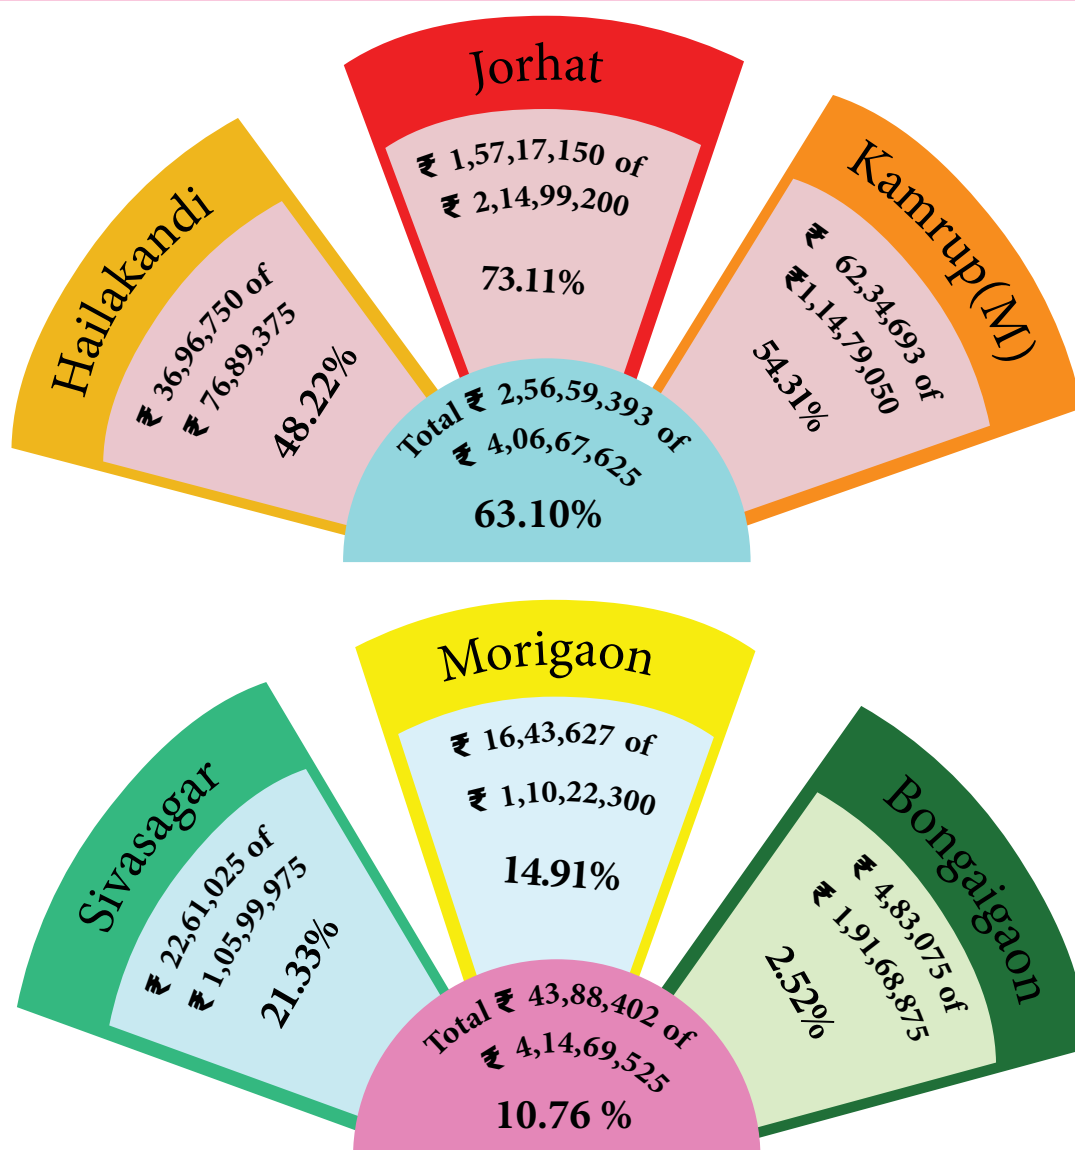 Hailakandi
₹ 36,96,750 of
₹ 76,89,375
48.22%
Jorhat
₹ 1,57,17,150 of
₹ 2,14,99,200
73.11%
Kamrup(M)
₹ 62,34,693 of
₹1,14,79,050
54.31%
Total ₹ 2,56,59,393 of
₹ 4,06,67,625
63.10%
Sivasagar
₹ 22,61,025 of
₹ 1,05,99,975
21.33%
Morigaon
₹ 16,43,627 of
₹ 1,10,22,300
14.91%
Bongaigaon
₹ 4,83,075 of
₹ 1,91,68,875
2.52%
Total ₹ 43,88,402 of
₹ 4,14,69,525
10.76 %